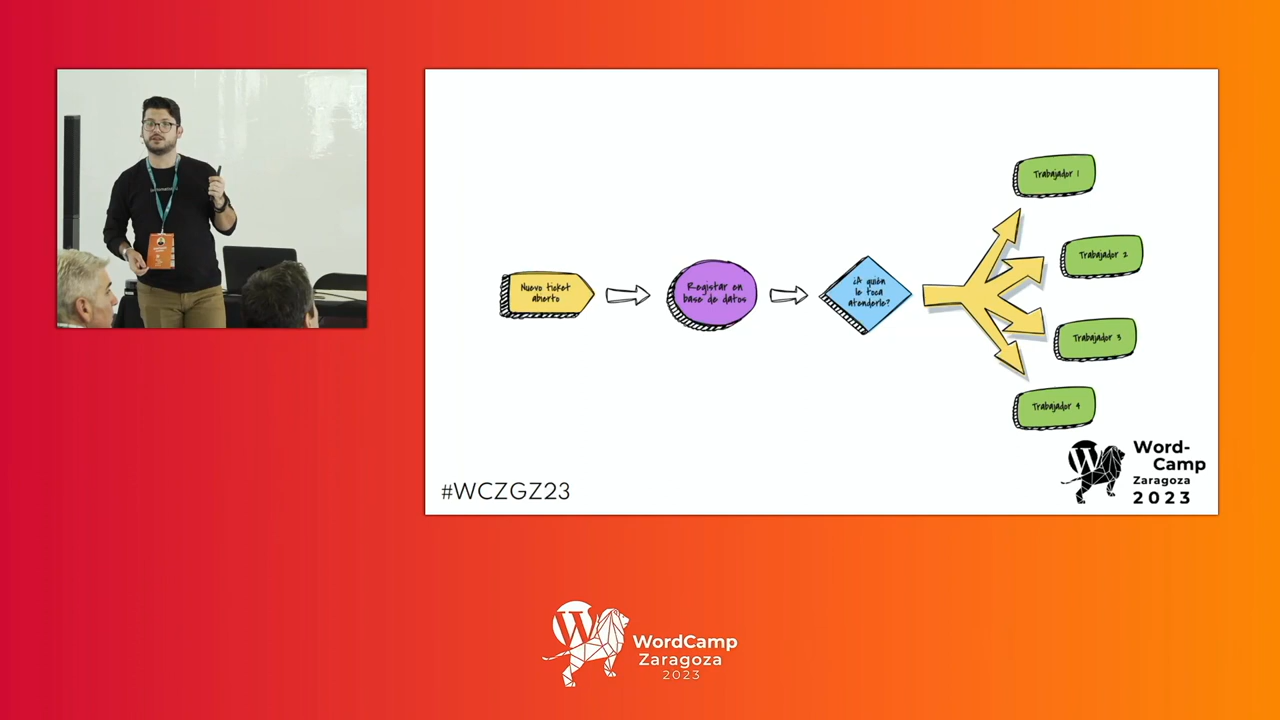 Nuevo ticket
abierto
Registar en
base de datos
¿A quién
le toca
atenderle?
Trabajador 1
Trabajador 2
Trabajador 3
Trabajador 4
#WCZGZ23
Word-
Camp
Zaragoza
2023
WordCamp
Zaragoza
2023